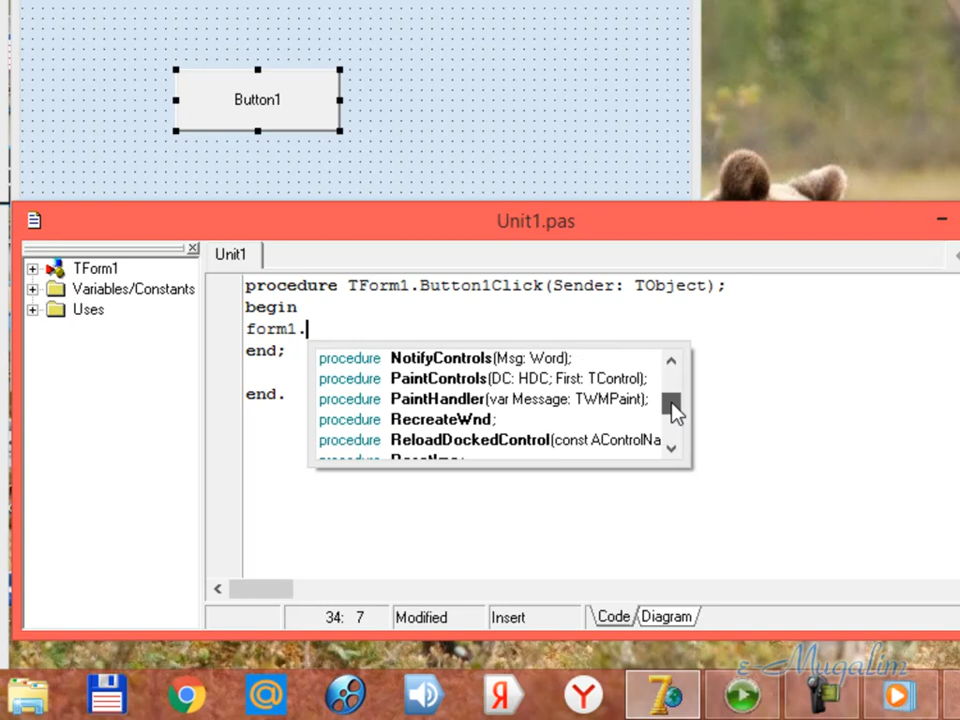 Button1
Unit1.pas
TForm1
Variables/Constants
Uses
Unit1
procedure TForm1.Button1Click(Sender: TObject);
begin
form1.
end;
end.
procedure NotifyControls(Msg: Word);
procedure PaintControls(DC: HDC; First: TControl);
procedure PaintHandler(var Message: TWMPaint);
procedure RecreateWnd;
procedure ReloadDockedControl(const AControlNa
34: 7 Modified Insert Code Diagram
e-Mugalim
@ Я Y 7